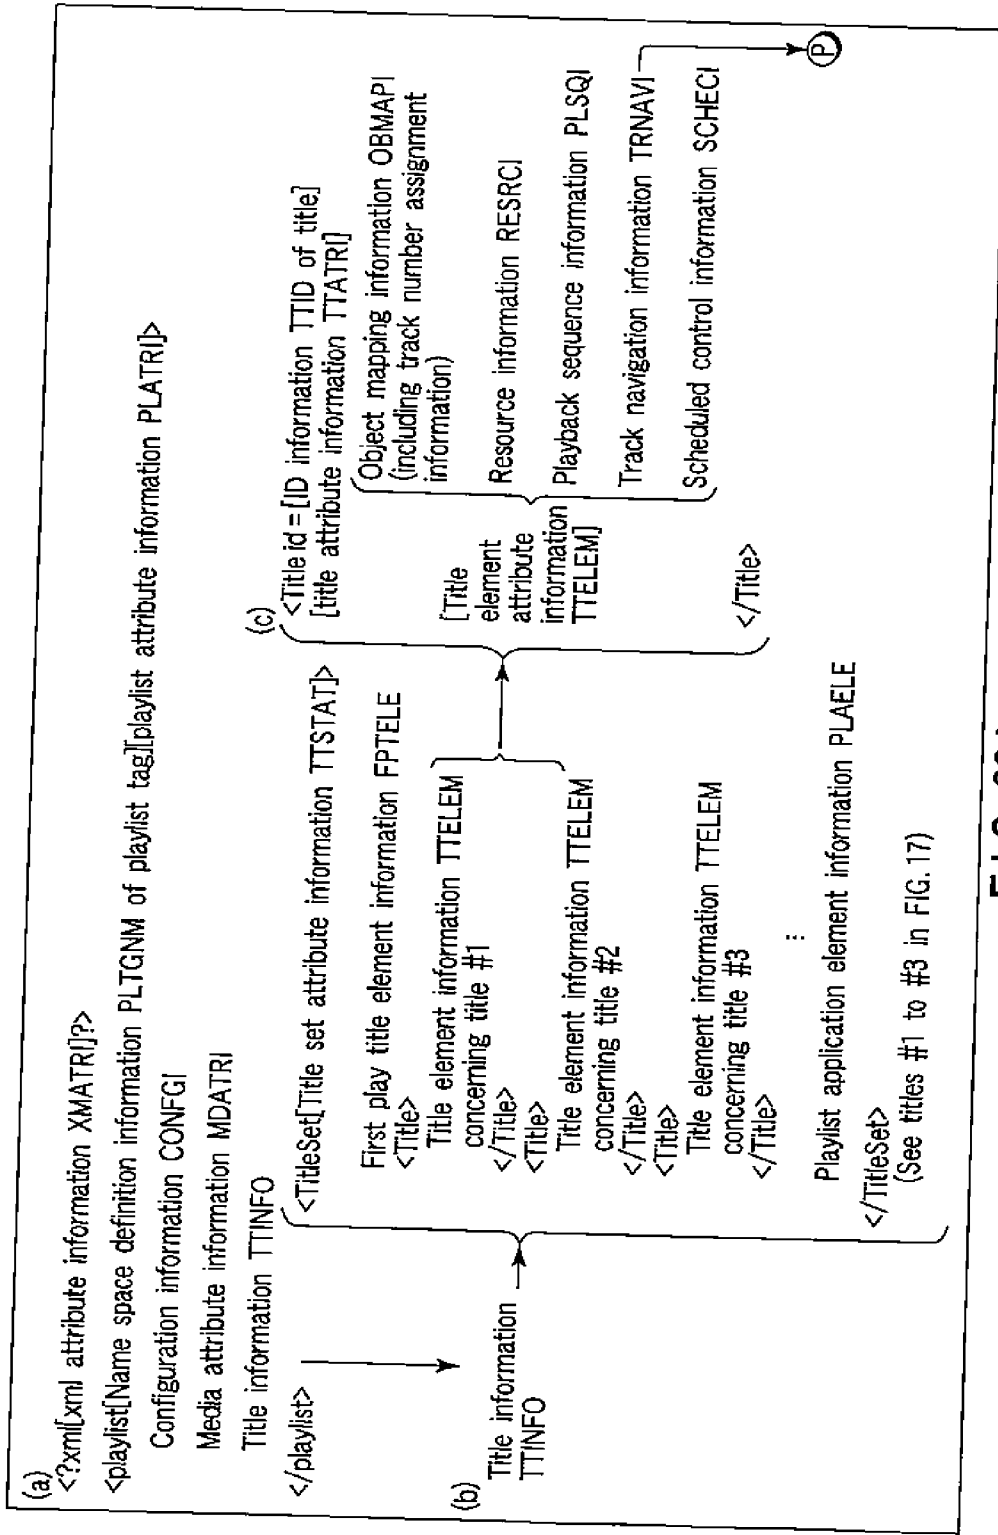 (a)
<?xml[xml attribute information XMATRI]?>
<playlist[Name space definition information PLTGNM of playlist tag][playlist attribute information PLATRI]>
Configuration information CONFGI
Media attribute information MDATRI
Title information TTINFO
</playlist>
(b)
Title information
TTINFO
<TitleSet[Title set attribute information TTSTAT]>
First play title element information FPTELE
<Title>
Title element information TTELEM
concerning title #1
</Title>
<Title>
Title element information TTELEM
concerning title #2
</Title>
<Title>
Title element information TTELEM
concerning title #3
</Title>
⋮
Playlist application element information PLAELE
</TitleSet>
(See titles #1 to #3 in FIG. 17)
(c)
<Title id = [ID information TTID of title]
[title attribute information TTATRI]
[Title
element
attribute
information
TTELEM]
Object mapping information OBMAPI
(including track number assignment
information)
Resource information RESRCI
Playback sequence information PLSQI
Track navigation information TRNAVI
Scheduled control information SCHECI
</Title>
P